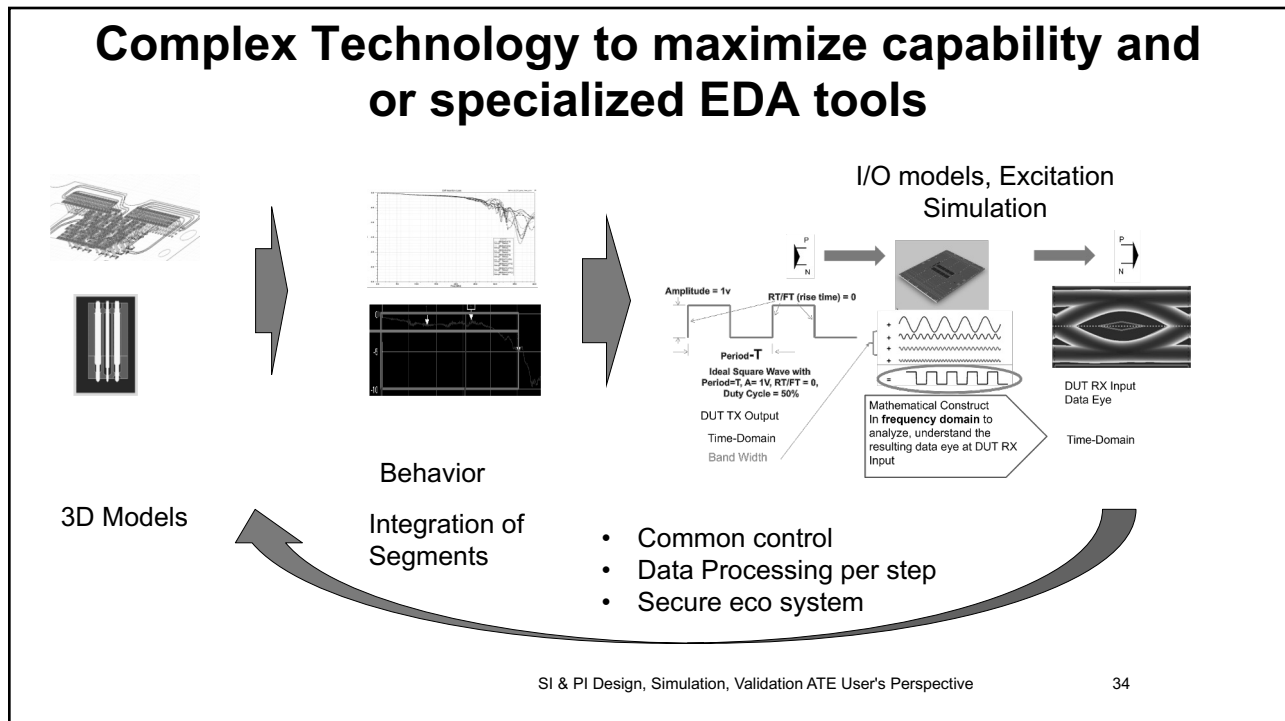 Complex Technology to maximize capability and
or specialized EDA tools
I/O models, Excitation
Simulation
P
N
P
N
Amplitude = 1v
RT/FT (rise time) = 0
Period-T
Ideal Square Wave with
Period=T, A= 1V, RT/FT = 0,
Duty Cycle = 50%
DUT TX Output
Time-Domain
Band Width
+
+
+
+
=
Mathematical Construct
In frequency domain to
analyze, understand the
resulting data eye at DUT RX
Input
DUT RX Input
Data Eye
Time-Domain
Behavior
3D Models
Integration of
Segments
• Common control
• Data Processing per step
• Secure eco system
SI & PI Design, Simulation, Validation ATE User's Perspective
34